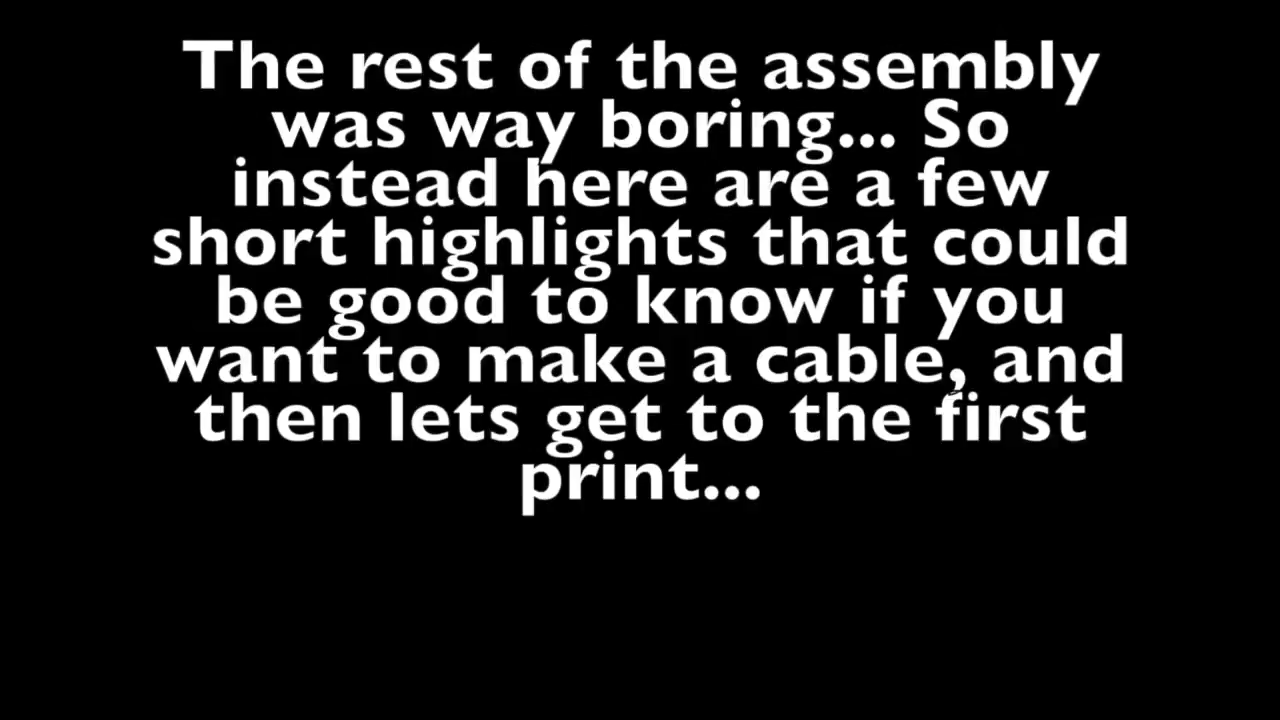 The rest of the assembly
was way boring... So
instead here are a few
short highlights that could
be good to know if you
want to make a cable, and
then lets get to the first
print...